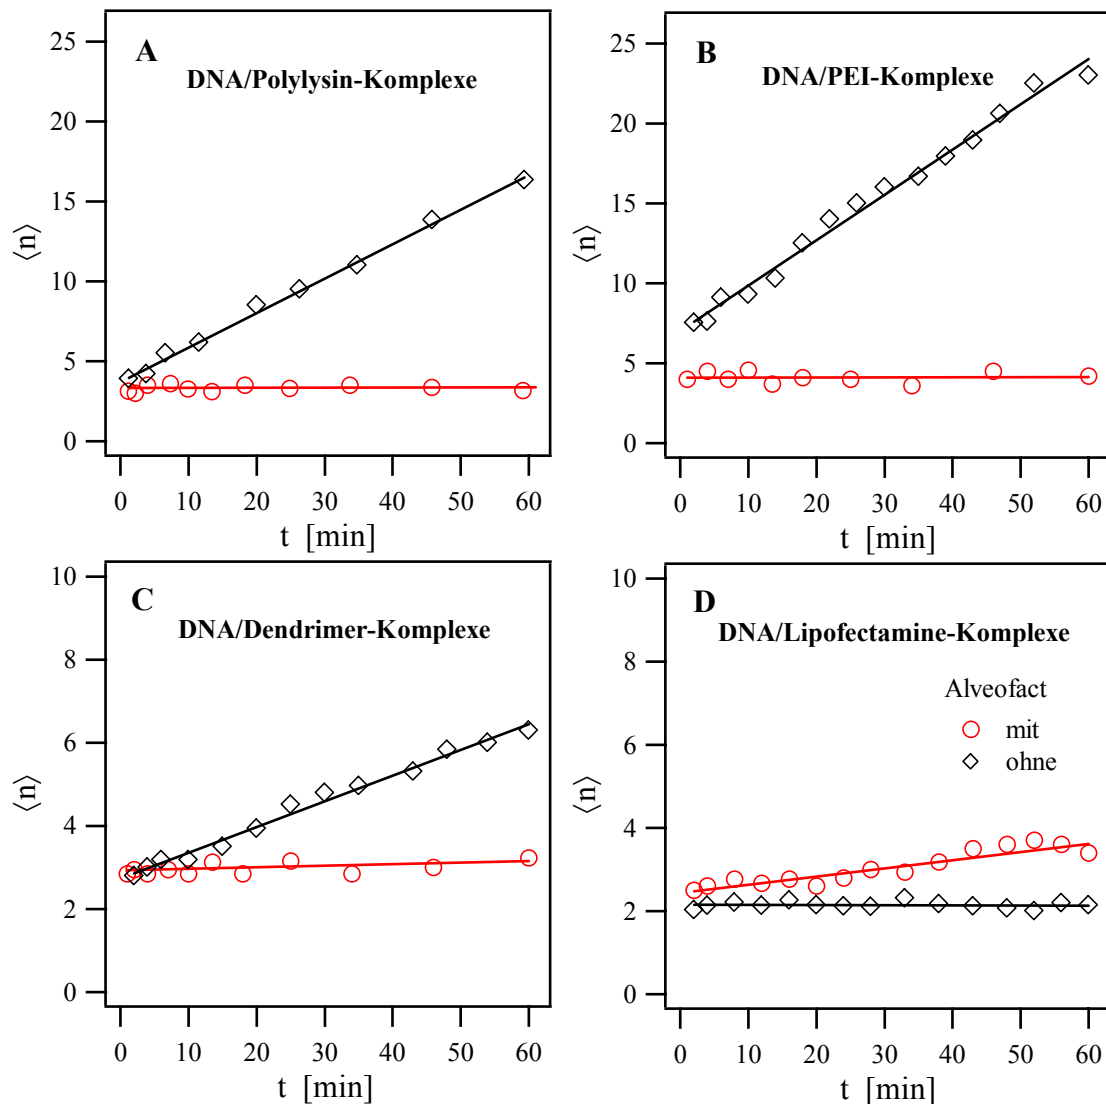 A
DNA/Polylysin-Komplexe
⟨n⟩
25
20
15
10
5
0
0 10 20 30 40 50 60
t [min]
B
DNA/PEI-Komplexe
⟨n⟩
25
20
15
10
5
0
0 10 20 30 40 50 60
t [min]
C
DNA/Dendrimer-Komplexe
⟨n⟩
10
8
6
4
2
0
0 10 20 30 40 50 60
t [min]
D
DNA/Lipofectamine-Komplexe
Alveofact
mit
ohne
⟨n⟩
10
8
6
4
2
0
0 10 20 30 40 50 60
t [min]